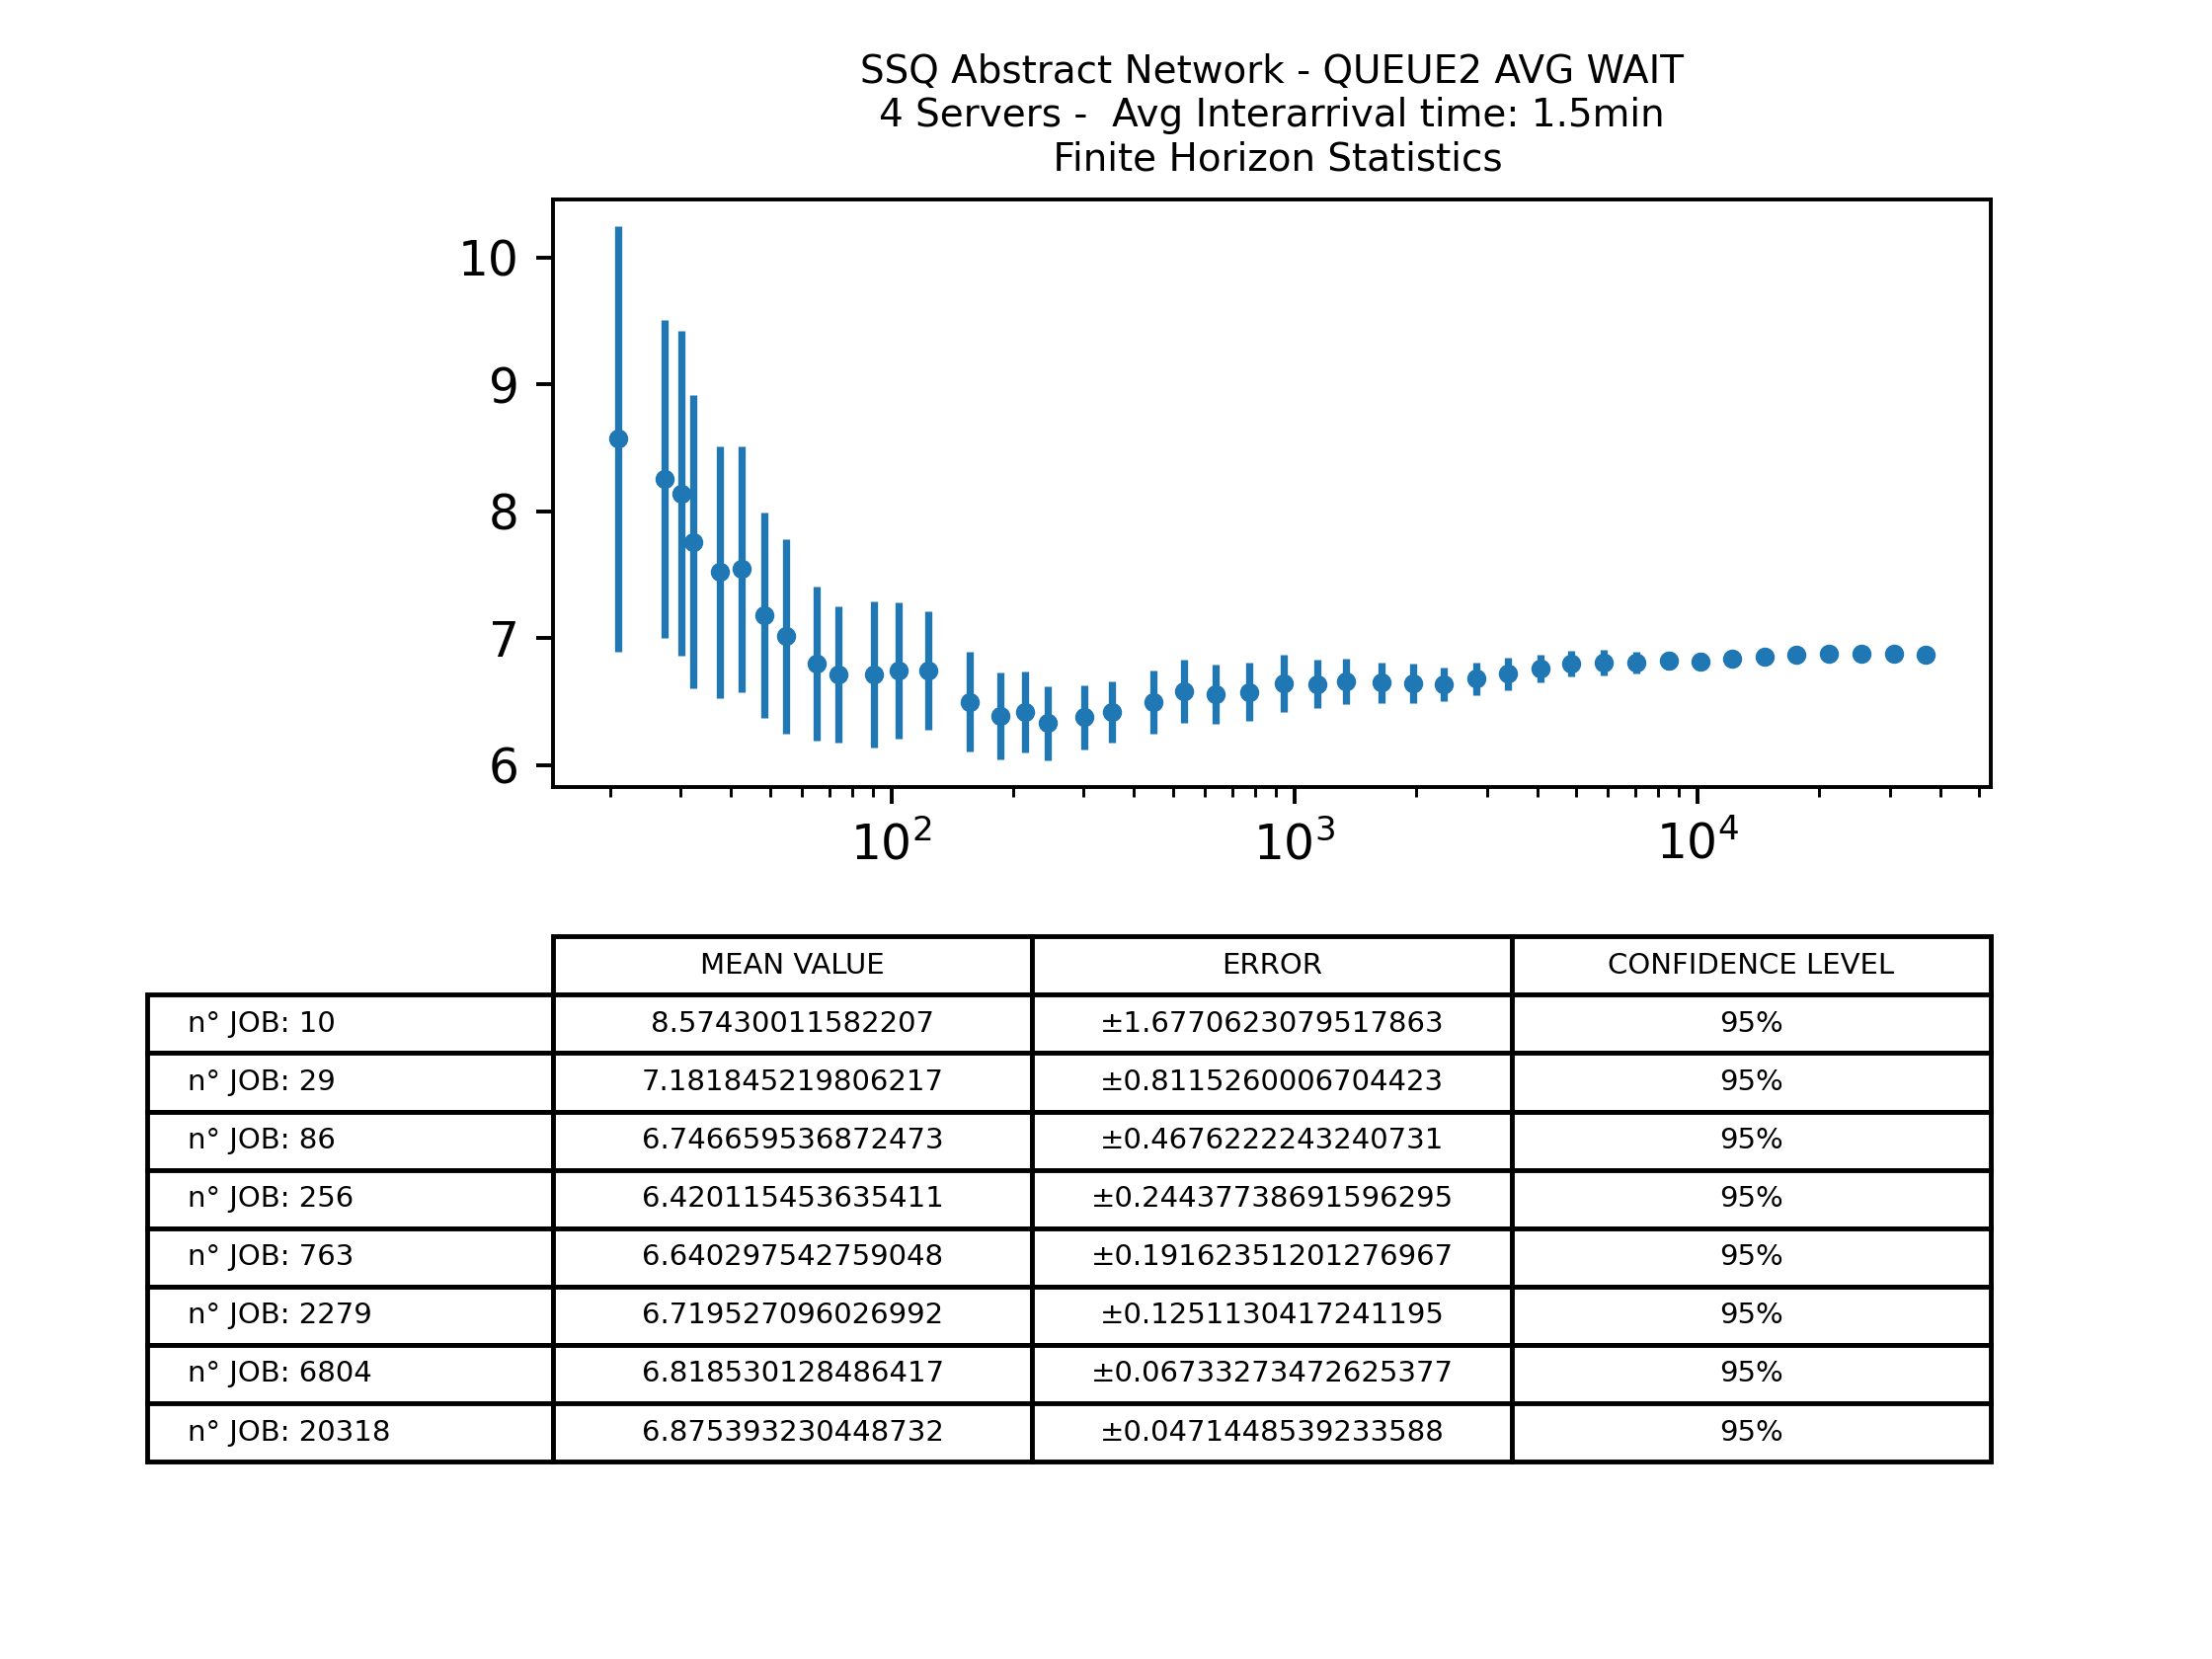 SSQ Abstract Network - QUEUE2 AVG WAIT
4 Servers -  Avg Interarrival time: 1.5min
Finite Horizon Statistics
10
9
8
7
6
10²
10³
10⁴
MEAN VALUE ERROR CONFIDENCE LEVEL
n° JOB: 10 8.57430011582207 ±1.6770623079517863 95%
n° JOB: 29 7.181845219806217 ±0.8115260006704423 95%
n° JOB: 86 6.746659536872473 ±0.4676222243240731 95%
n° JOB: 256 6.420115453635411 ±0.24437738691596295 95%
n° JOB: 763 6.640297542759048 ±0.19162351201276967 95%
n° JOB: 2279 6.719527096026992 ±0.1251130417241195 95%
n° JOB: 6804 6.818530128486417 ±0.06733273472625377 95%
n° JOB: 20318 6.875393230448732 ±0.0471448539233588 95%